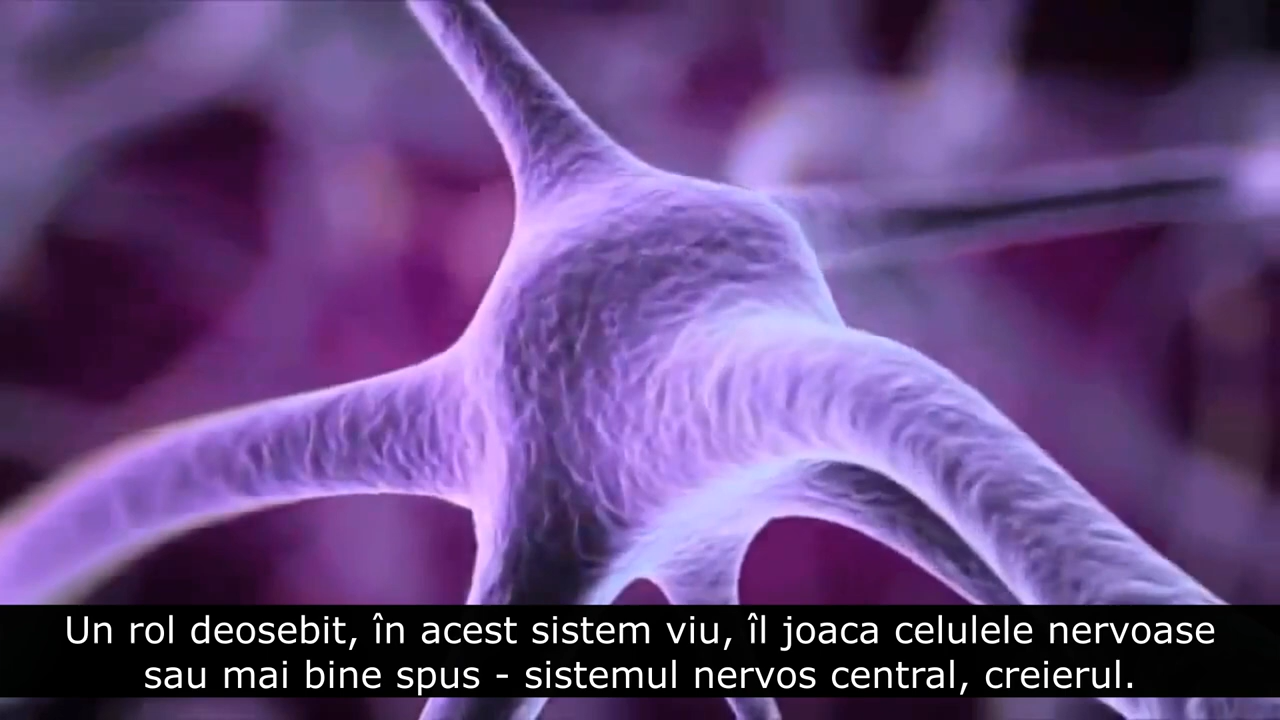 Un rol deosebit, în acest sistem viu, îl joaca celulele nervoase
sau mai bine spus - sistemul nervos central, creierul.